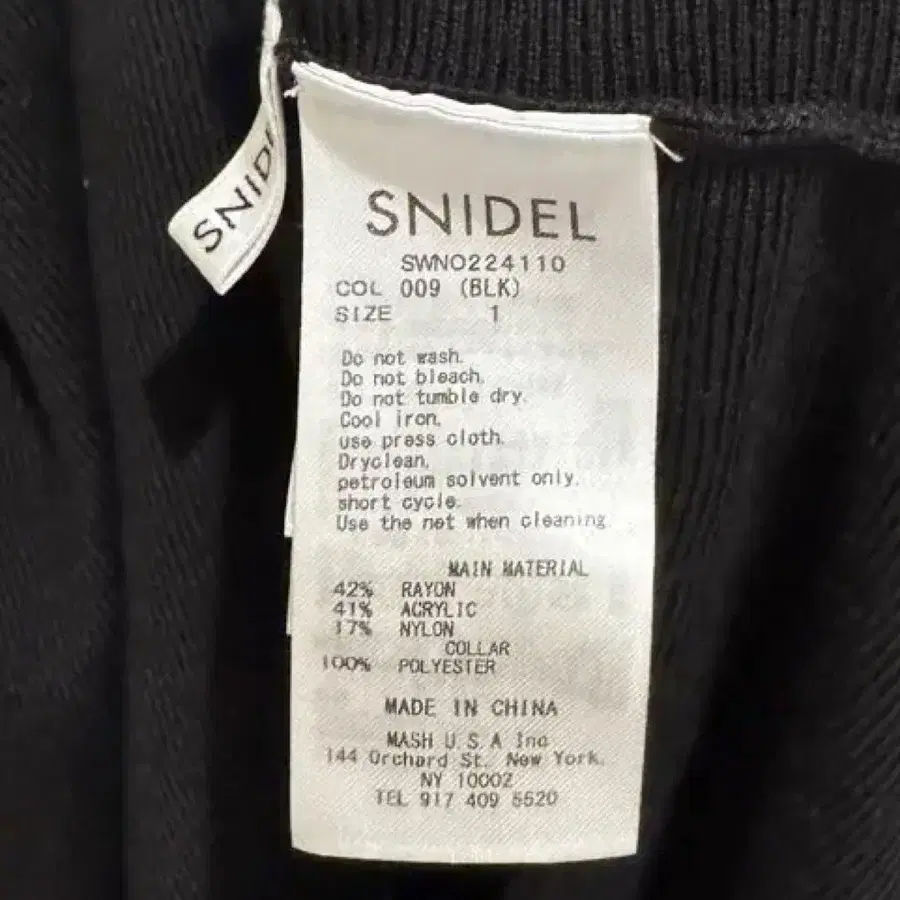 SNID
SNIDEL
SWNO224110
COL 009 (BLK)
SIZE 1
Do not wash.
Do not bleach.
Do not tumble dry.
Cool iron.
use press cloth.
Dryclean.
petroleum solvent only.
short cycle.
Use the net when cleaning.
MAIN MATERIAL
42% RAYON
41% ACRYLIC
17% NYLON
COLLAR
100% POLYESTER
MADE IN CHINA
MASH U.S.A Inc
144 Orchard St. New York.
NY 10002
TEL 917 409 5520